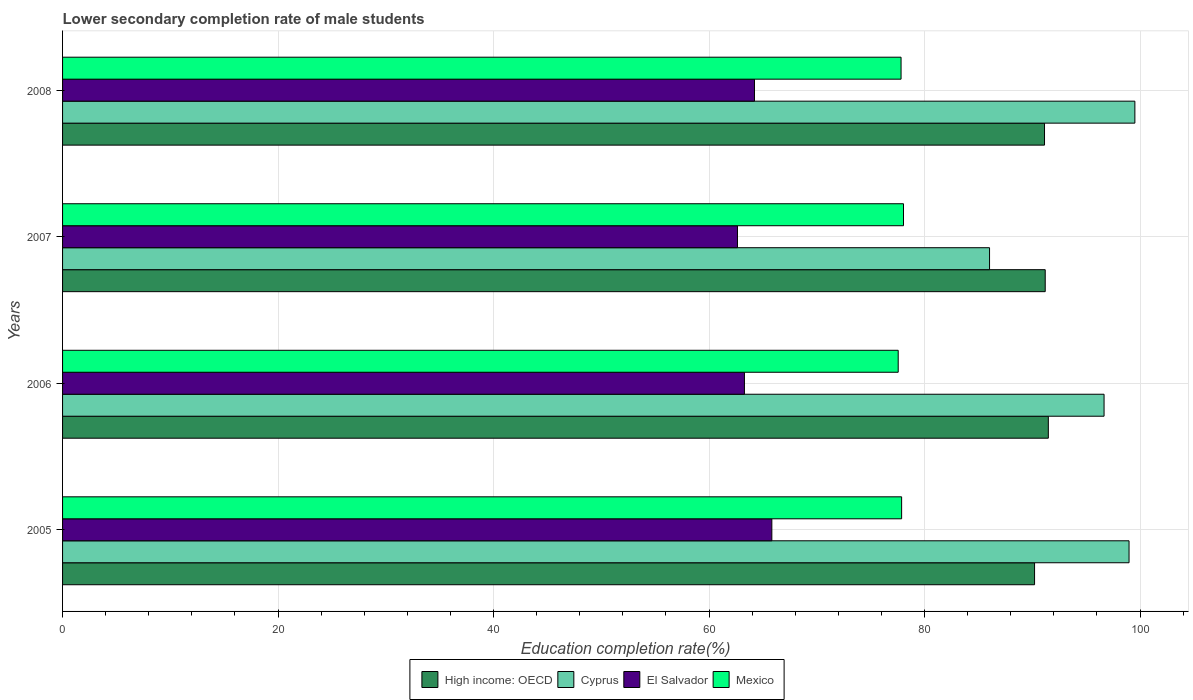 Lower secondary completion rate of male students
2008
2007
2006
2005
Years
0
20
40
60
80
100
Education completion rate(%)
High income: OECD
Cyprus
El Salvador
Mexico